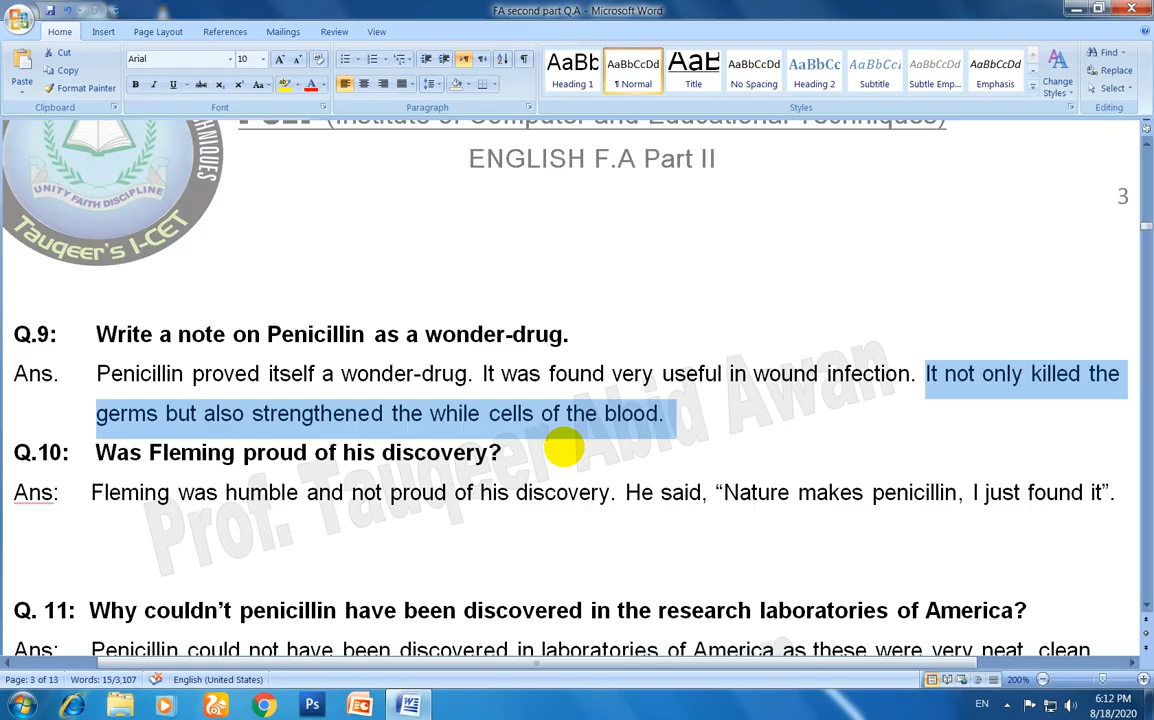 FA second part Q.A - Microsoft Word
Home Insert Page Layout References Mailings Review View
Paste
Cut
Copy
Format Painter
Clipboard
Arial 10
Font
Paragraph
AaBb AaBbCcDd AaB AaBbCcDd AaBbCc AaBbCcI AaBbCcD AaBbCcD
Heading 1 ¶ Normal Title No Spacing Heading 2 Subtitle Subtle Emp... Emphasis
Change Styles
Styles
Find
Replace
Select
Editing
(Institute of Computer and Educational Techniques)
ENGLISH F.A Part II
3
TECHNIQUES
UNITY FAITH DISCIPLINE
Tauqeer's I-CET
Q.9: Write a note on Penicillin as a wonder-drug.
Ans. Penicillin proved itself a wonder-drug. It was found very useful in wound infection. It not only killed the
germs but also strengthened the while cells of the blood.
Q.10: Was Fleming proud of his discovery?
Ans: Fleming was humble and not proud of his discovery. He said, “Nature makes penicillin, I just found it”.
Prof. Tauqeer Abid Awan
Q. 11: Why couldn’t penicillin have been discovered in the research laboratories of America?
Ans: Penicillin could not have been discovered in laboratories of America as these were very neat, clean
Page: 3 of 13 Words: 15/3,107 English (United States) 200%
EN 6:12 PM
8/18/2020